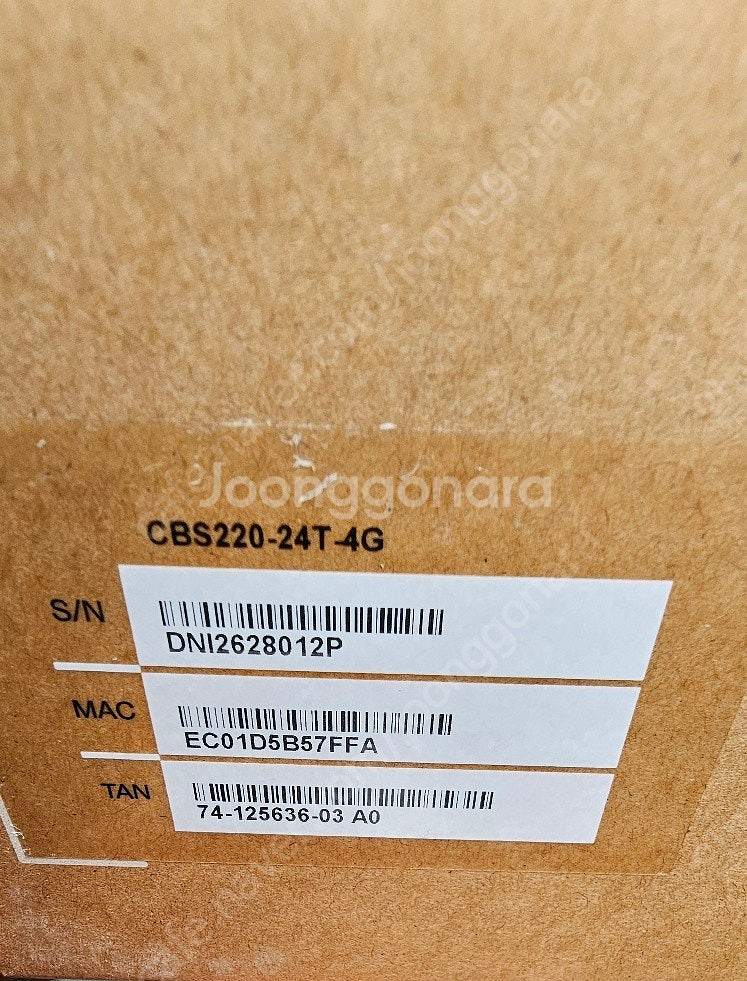 Joonggonara
CBS220-24T-4G
S/N
DNI2628012P
MAC
EC01D5B57FFA
TAN
74-125636-03 A0